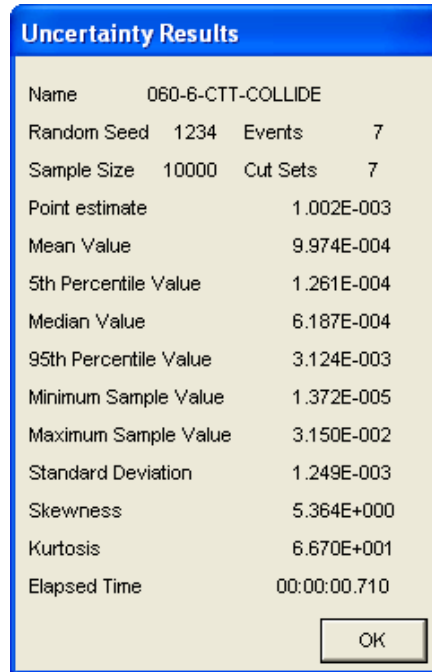 Uncertainty Results
Name 060-6-CTT-COLLIDE
Random Seed 1234 Events 7
Sample Size 10000 Cut Sets 7
Point estimate 1.002E-003
Mean Value 9.974E-004
5th Percentile Value 1.261E-004
Median Value 6.187E-004
95th Percentile Value 3.124E-003
Minimum Sample Value 1.372E-005
Maximum Sample Value 3.150E-002
Standard Deviation 1.249E-003
Skewness 5.364E+000
Kurtosis 6.670E+001
Elapsed Time 00:00:00.710
OK